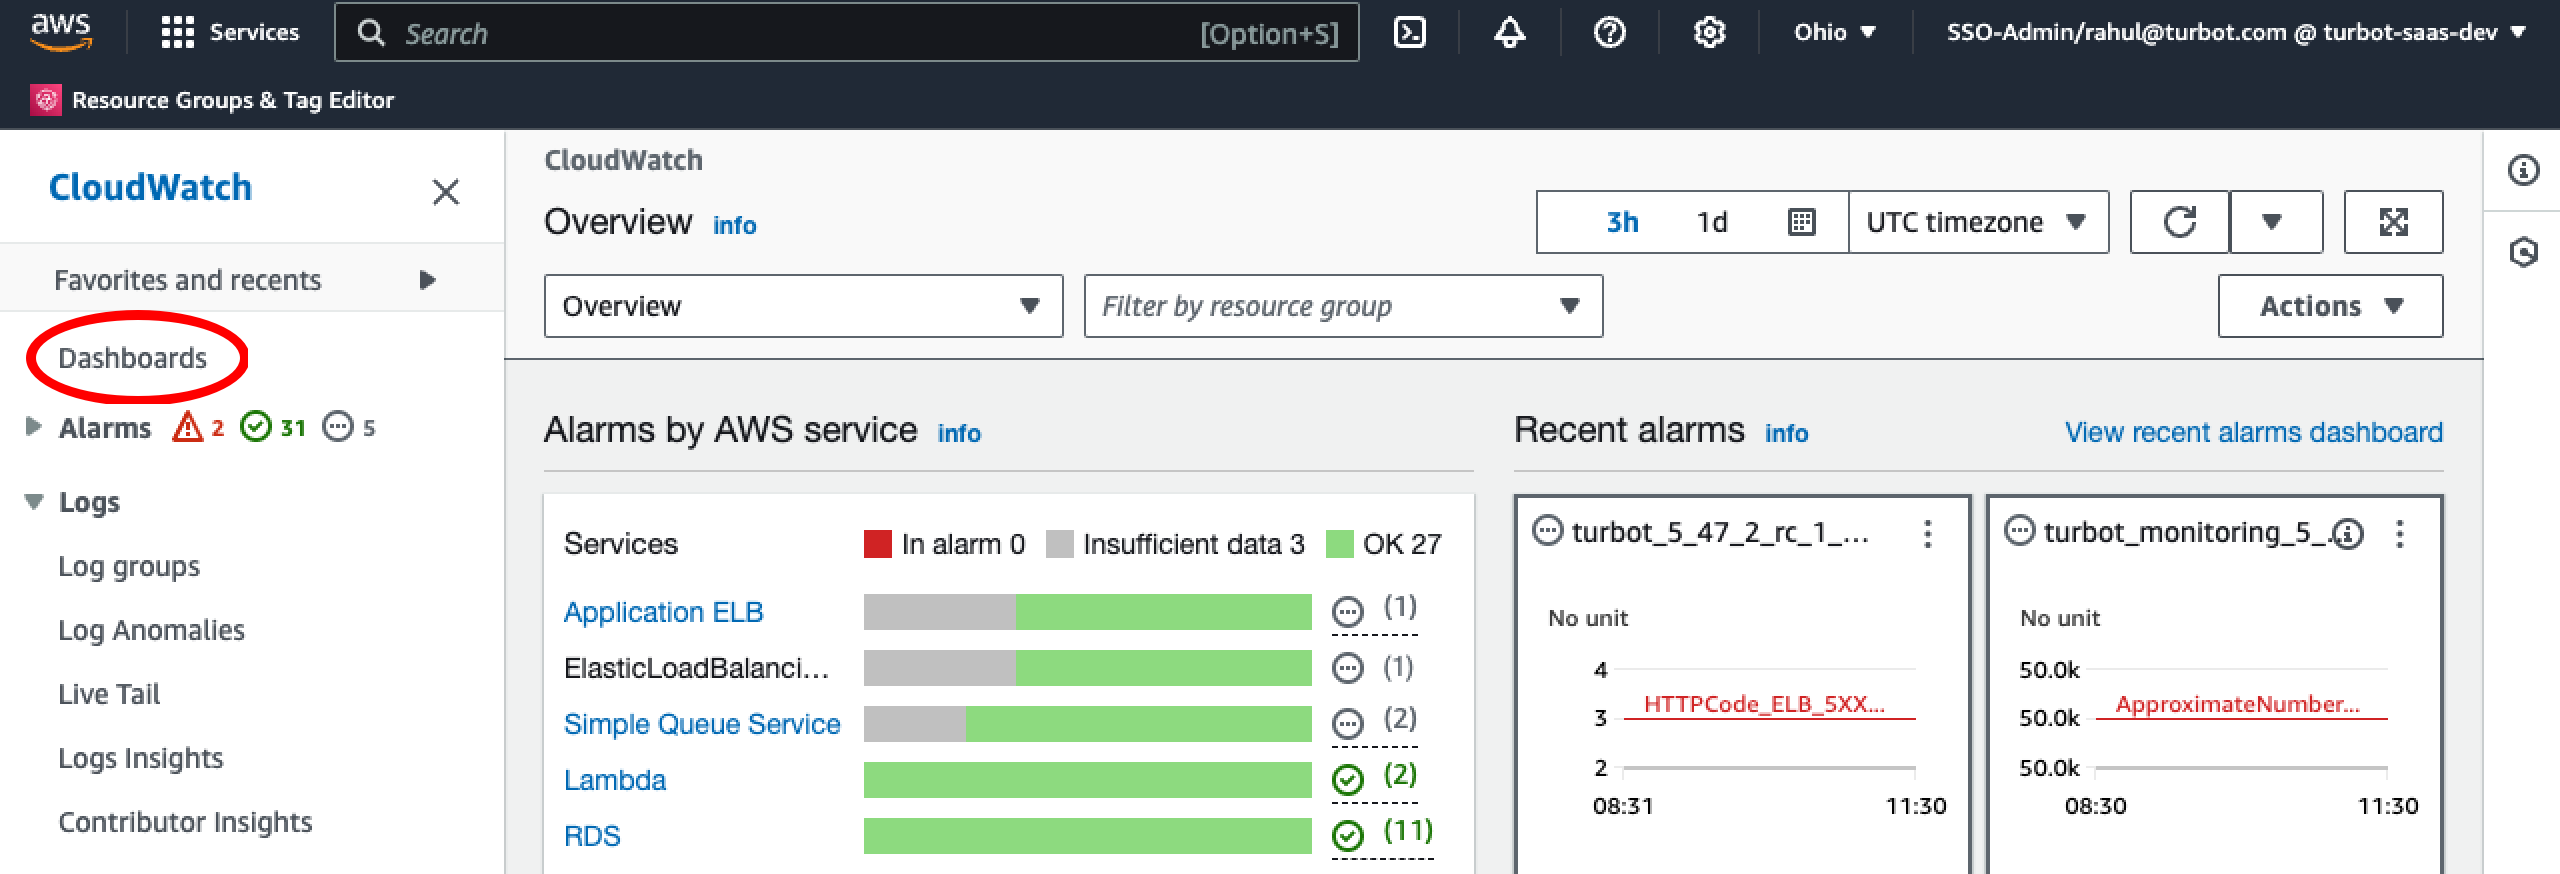 aws
Services
Search
[Option+S]
Ohio
SSO-Admin/rahul@turbot.com @ turbot-saas-dev
Resource Groups & Tag Editor
CloudWatch
Favorites and recents
Dashboards
Alarms 2 31 5
Logs
Log groups
Log Anomalies
Live Tail
Logs Insights
Contributor Insights
CloudWatch
Overview info
3h 1d UTC timezone
Overview
Filter by resource group
Actions
Alarms by AWS service info
Services In alarm 0 Insufficient data 3 OK 27
Application ELB (1)
ElasticLoadBalanci... (1)
Simple Queue Service (2)
Lambda (2)
RDS (11)
Recent alarms info
View recent alarms dashboard
turbot_5_47_2_rc_1_...
No unit
4
HTTPCode_ELB_5XX...
3
2
08:31 11:30
turbot_monitoring_5_...
No unit
50.0k
ApproximateNumber...
50.0k
50.0k
08:30 11:30